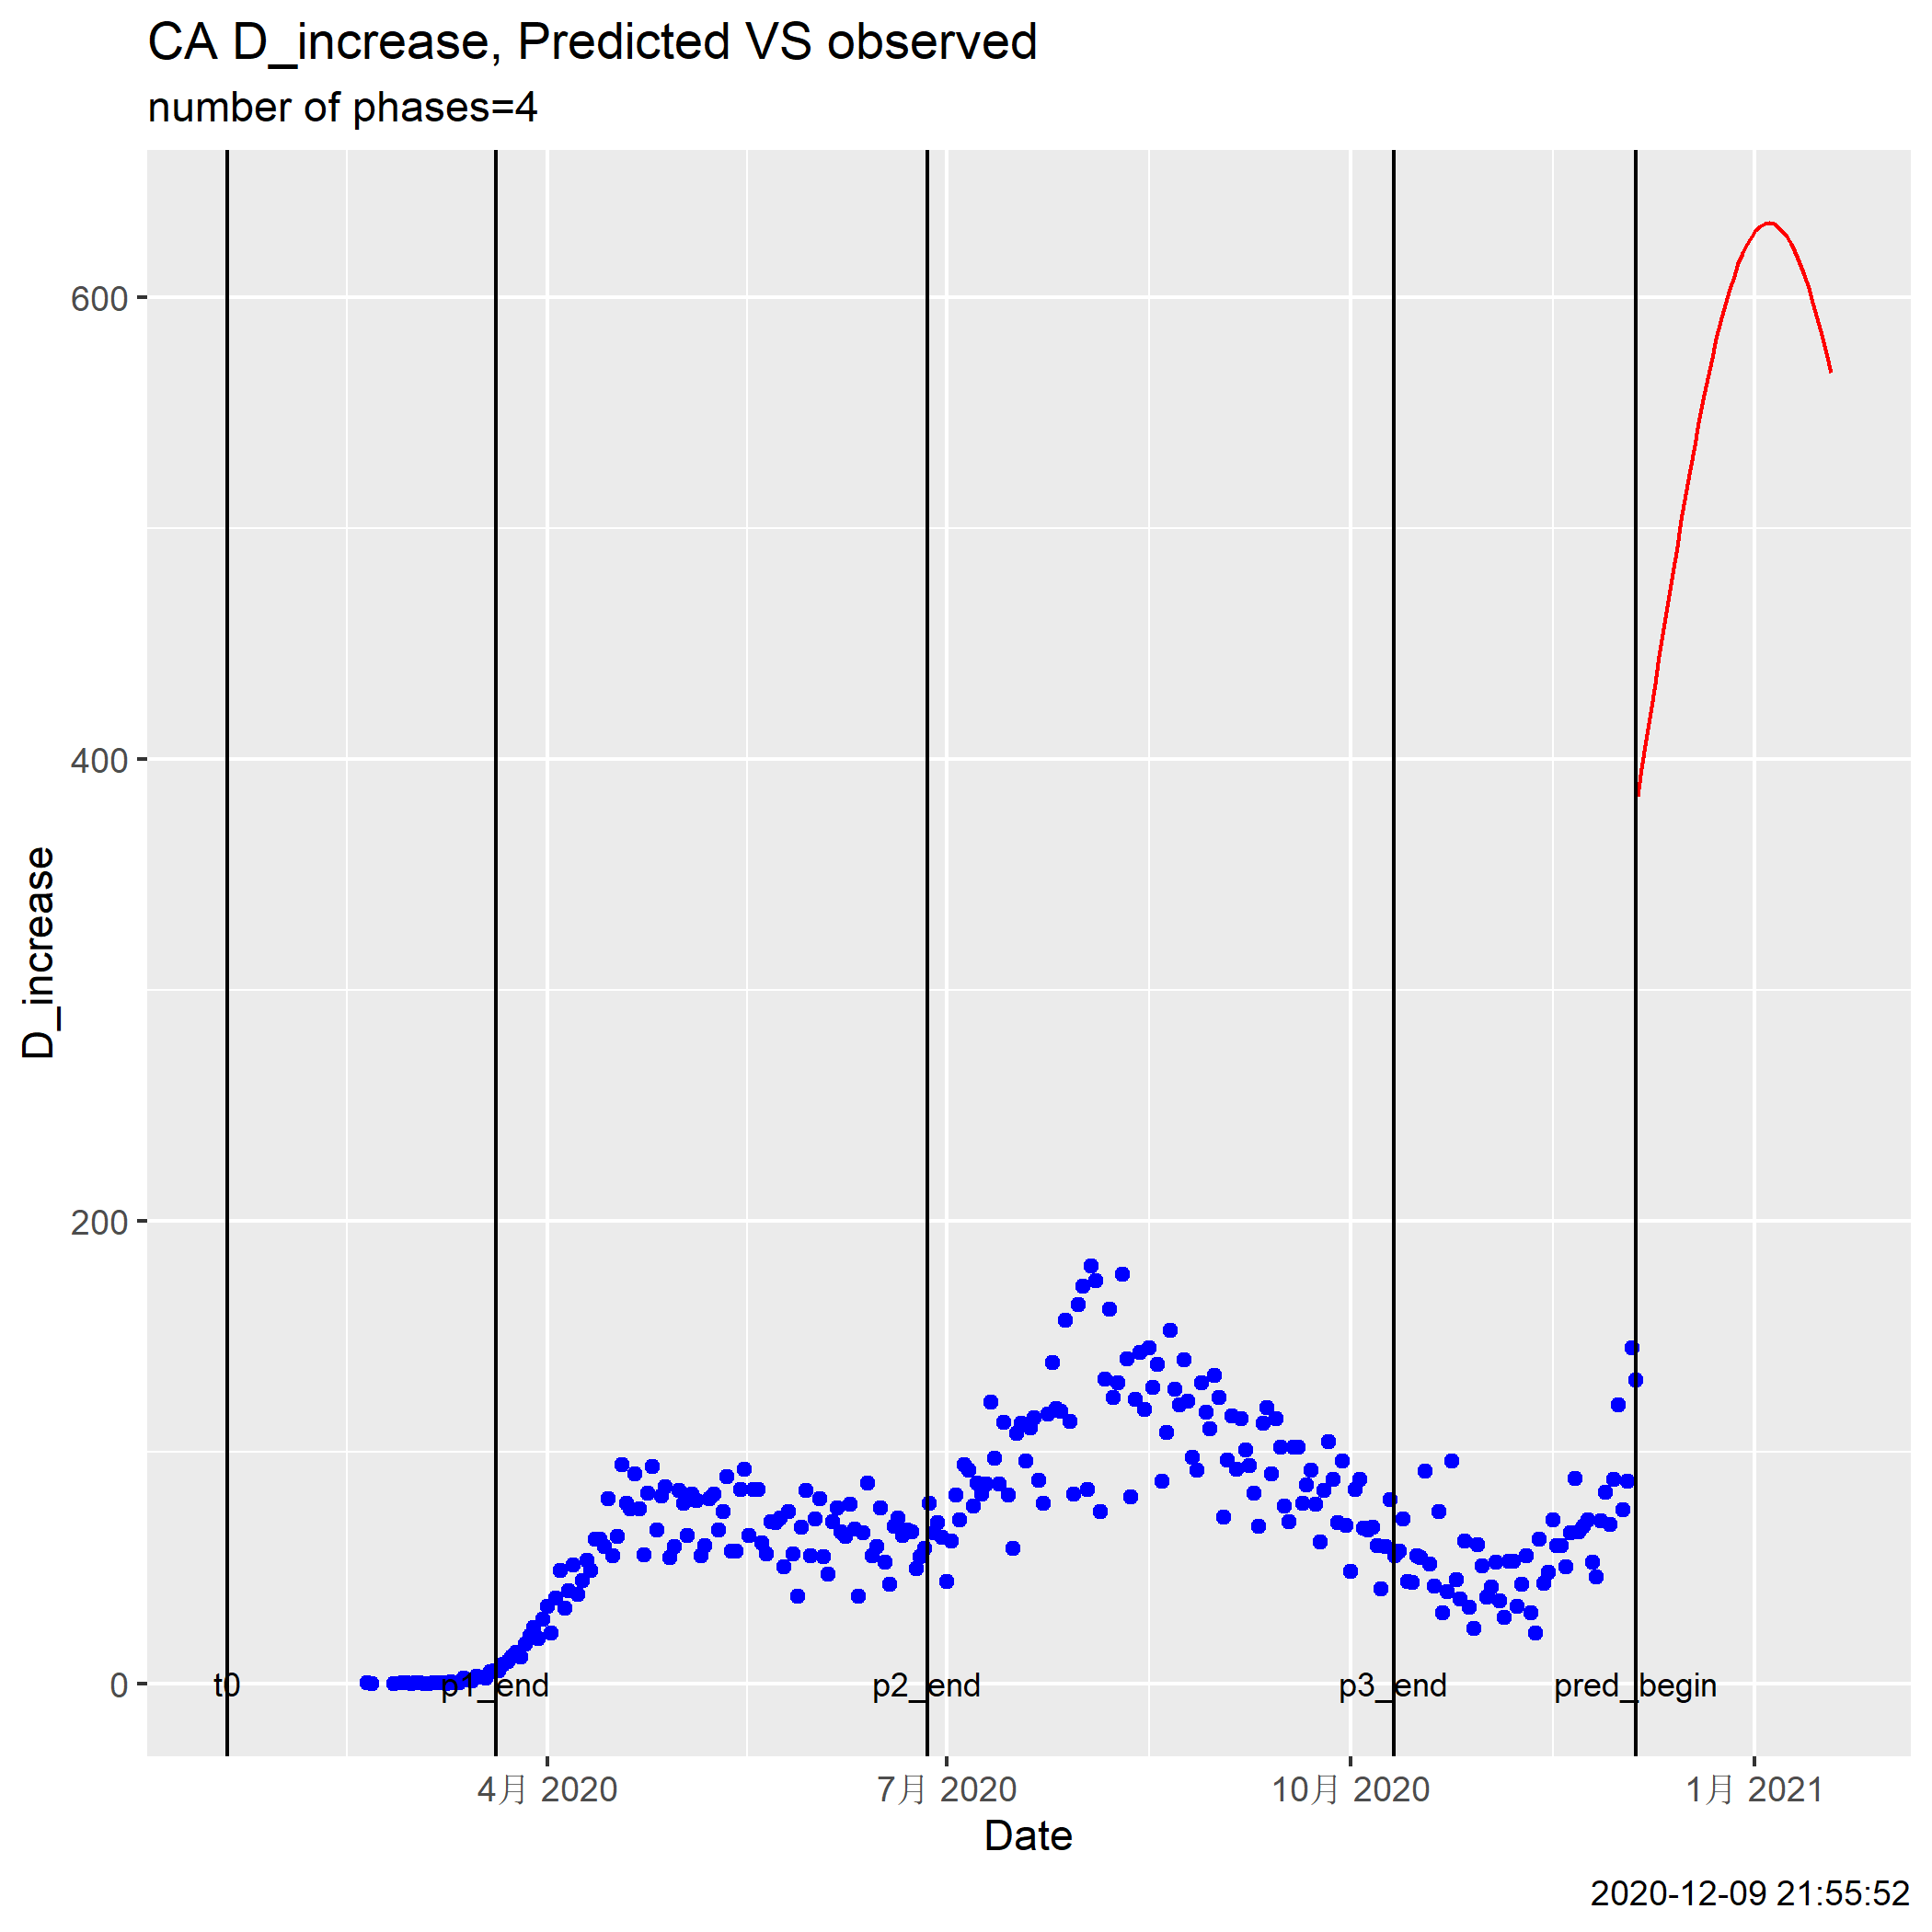 CA D_increase, Predicted VS observed
number of phases=4
D_increase
600
400
200
0
t0
p1_end
p2_end
p3_end
pred_begin
4月 2020
7月 2020
10月 2020
1月 2021
Date
2020-12-09 21:55:52